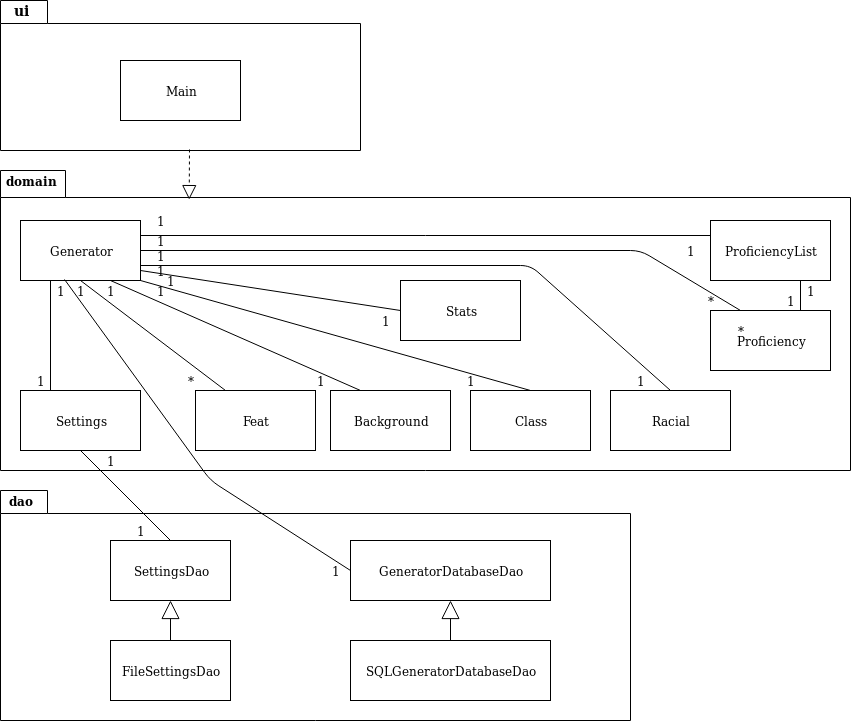 ui
Main
domain
1
Generator
1
1
ProficiencyList
1
1
1
1
1
1
1
1
1
*
1
Stats
1
*
Proficiency
1
*
1
1
1
Settings
Feat
Background
Class
Racial
1
dao
1
SettingsDao
1
GeneratorDatabaseDao
FileSettingsDao
SQLGeneratorDatabaseDao